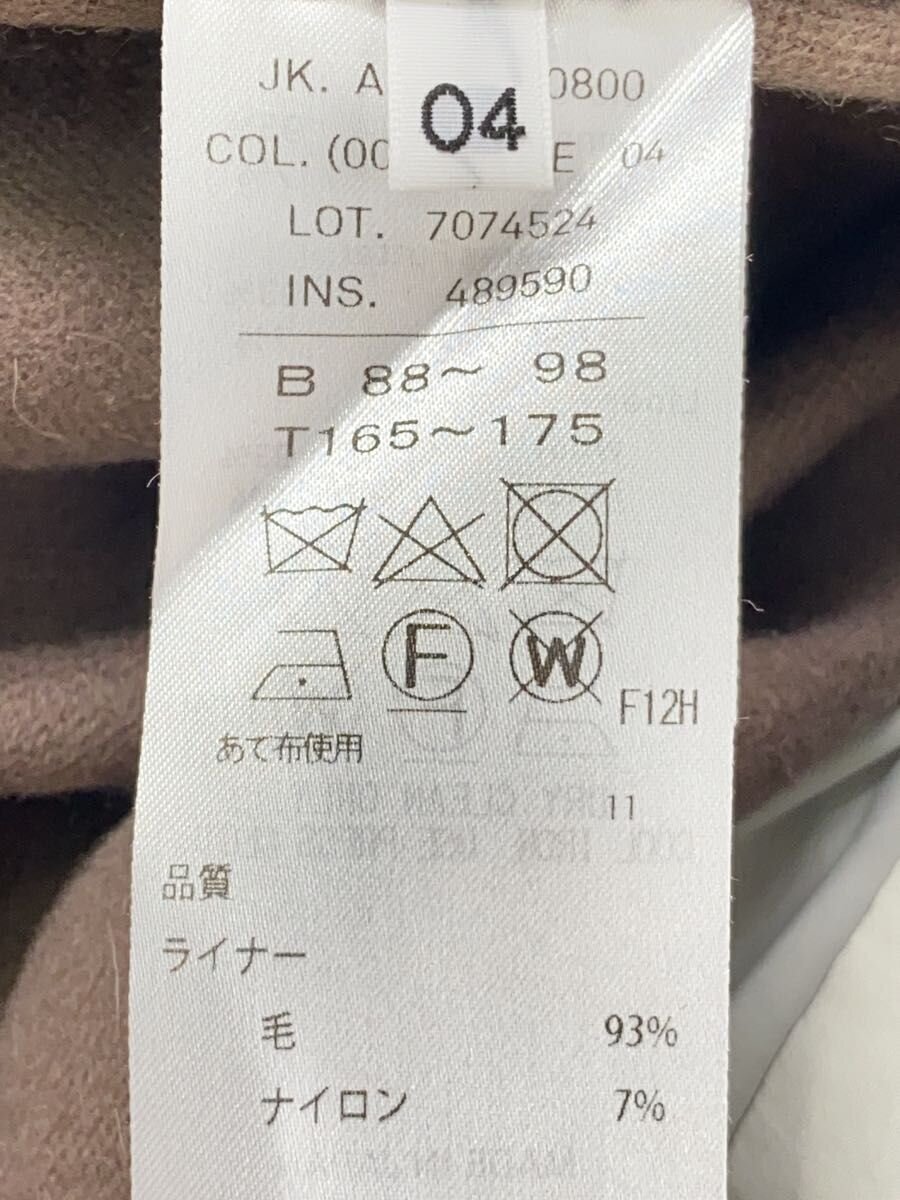 JK. A 0800
04
COL. (00 E 04
LOT. 7074524
INS. 489590
B 88～ 98
T165～175
F W F12H
あて布使用
11
品質
ライナー
毛 93%
ナイロン 7%